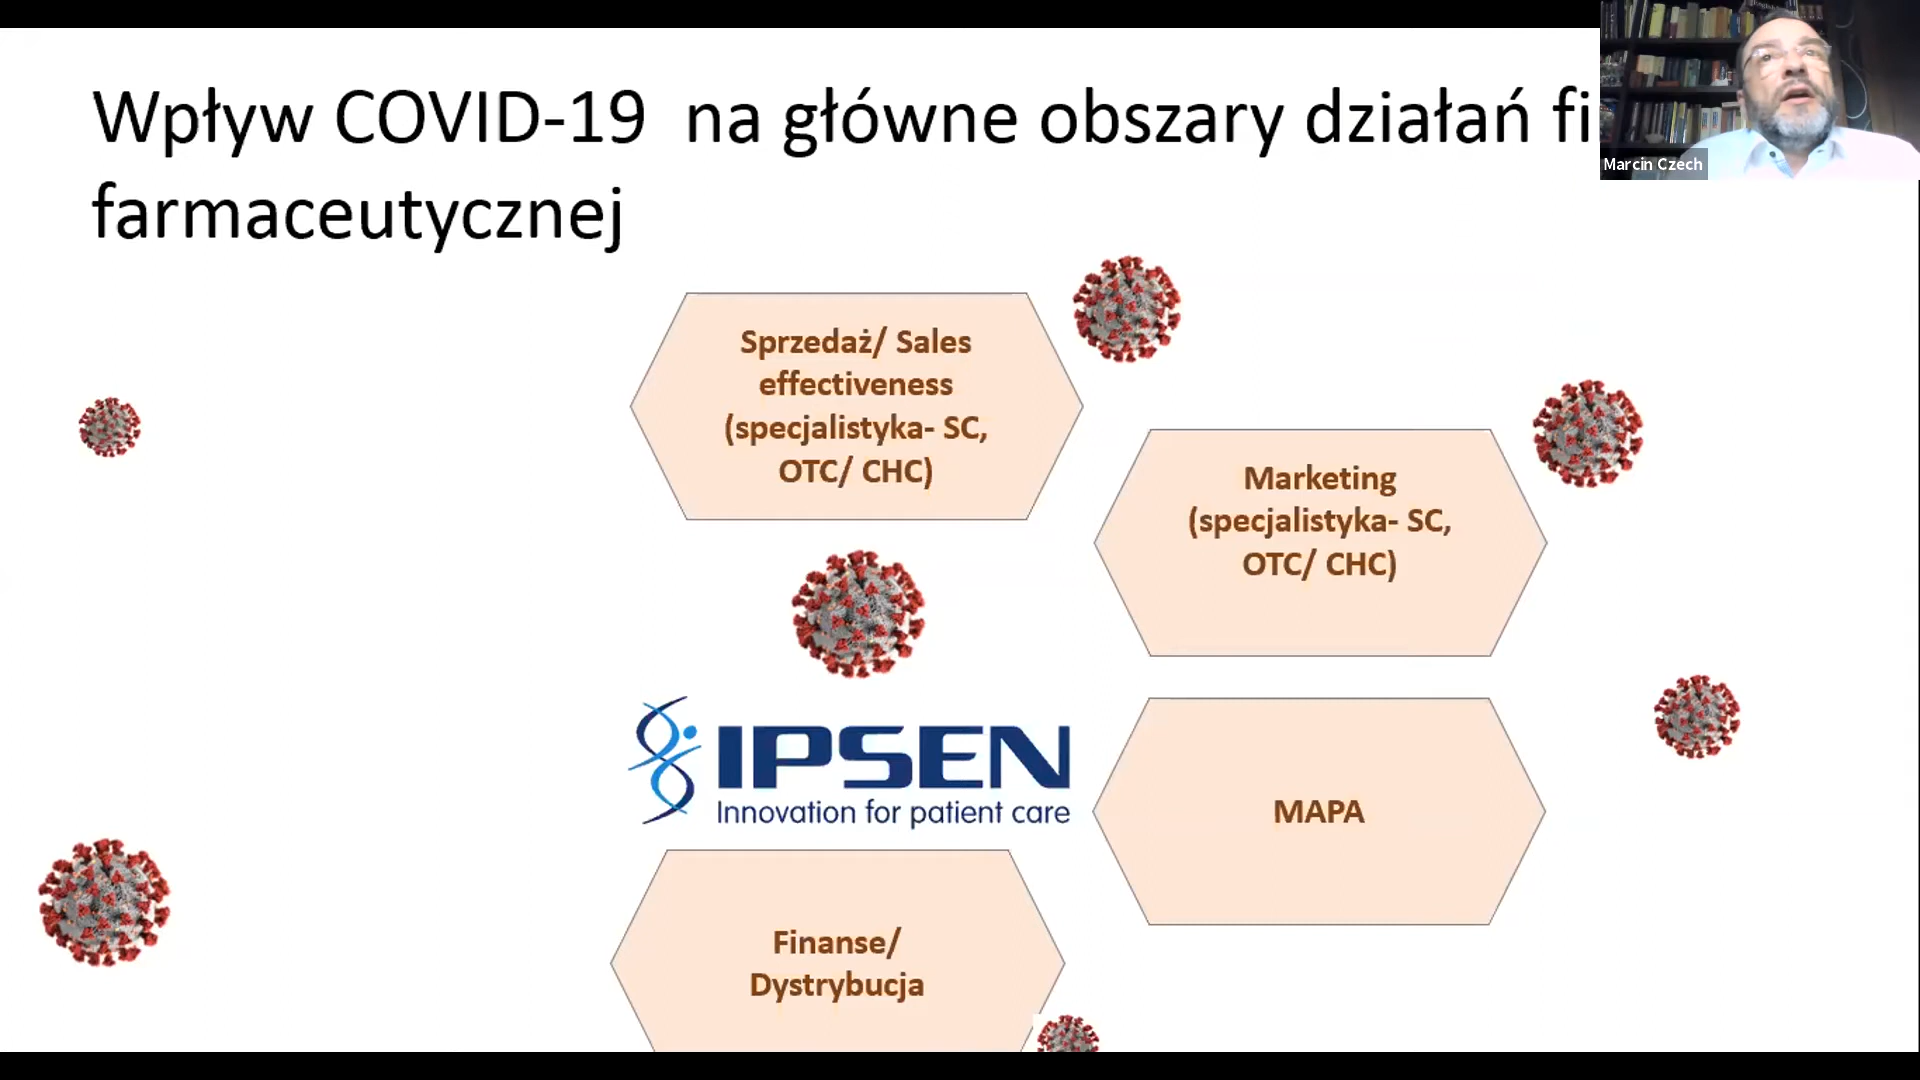 Wpływ COVID-19 na główne obszary działań fi
farmaceutycznej
Marcin Czech
Sprzedaż/ Sales
effectiveness
(specjalistyka- SC,
OTC/ CHC)
Marketing
(specjalistyka- SC,
OTC/ CHC)
IPSEN
Innovation for patient care
MAPA
Finanse/
Dystrybucja